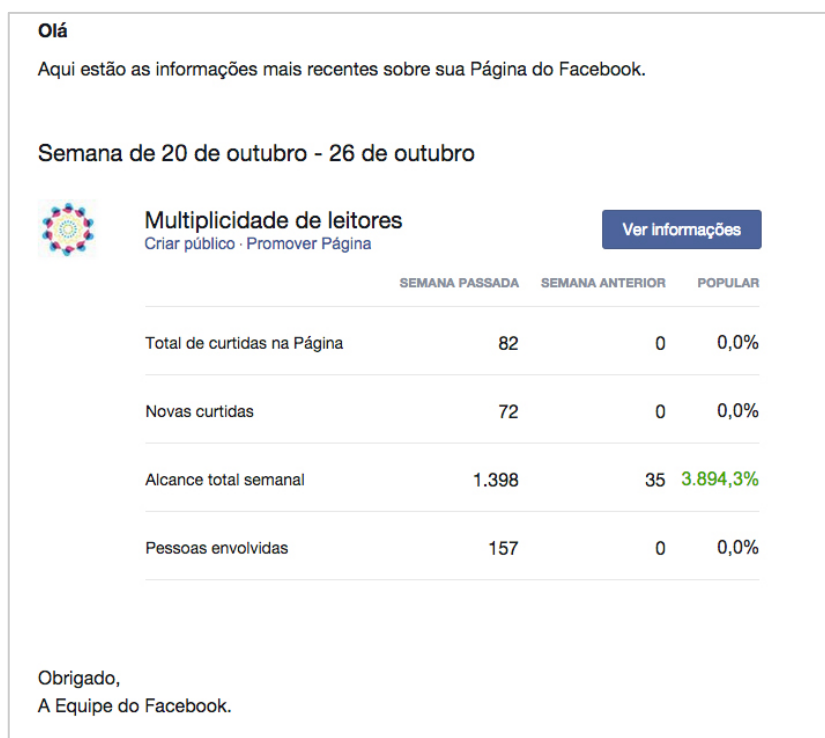 Olá
Aqui estão as informações mais recentes sobre sua Página do Facebook.
Semana de 20 de outubro - 26 de outubro
Multiplicidade de leitores
Criar público · Promover Página
Ver informações
SEMANA PASSADA SEMANA ANTERIOR POPULAR
Total de curtidas na Página 82 0 0,0%
Novas curtidas 72 0 0,0%
Alcance total semanal 1.398 35 3.894,3%
Pessoas envolvidas 157 0 0,0%
Obrigado,
A Equipe do Facebook.